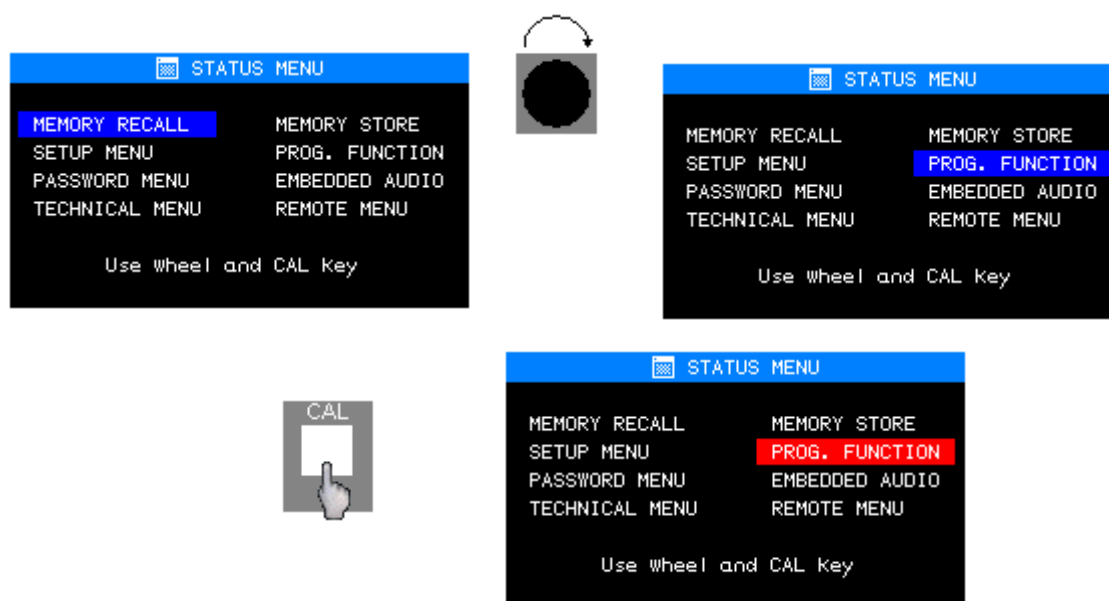 STATUS MENU
MEMORY RECALL MEMORY STORE
SETUP MENU PROG. FUNCTION
PASSWORD MENU EMBEDDED AUDIO
TECHNICAL MENU REMOTE MENU
Use Wheel and CAL Key
STATUS MENU
MEMORY RECALL MEMORY STORE
SETUP MENU PROG. FUNCTION
PASSWORD MENU EMBEDDED AUDIO
TECHNICAL MENU REMOTE MENU
Use Wheel and CAL Key
CAL
STATUS MENU
MEMORY RECALL MEMORY STORE
SETUP MENU PROG. FUNCTION
PASSWORD MENU EMBEDDED AUDIO
TECHNICAL MENU REMOTE MENU
Use Wheel and CAL Key